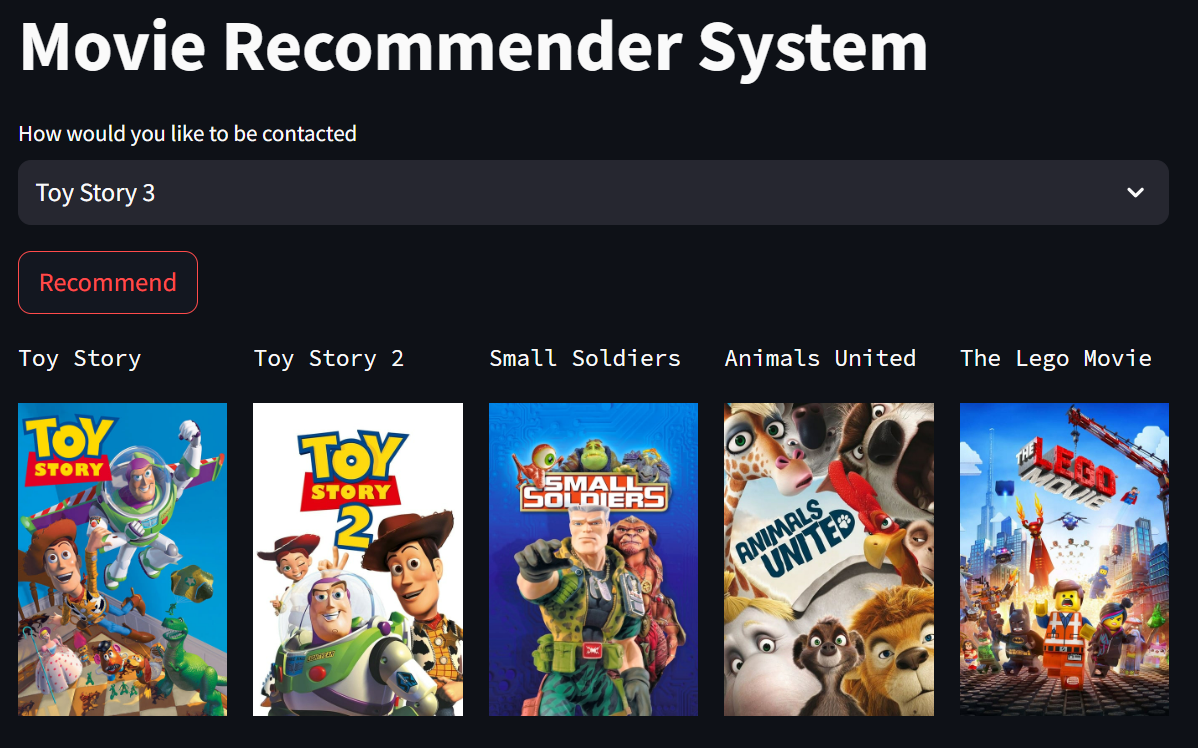 Movie Recommender System
How would you like to be contacted
Toy Story 3
Recommend
Toy Story
Toy Story 2
Small Soldiers
Animals United
The Lego Movie
TOY
STORY
TOY
STORY
2
SMALL
SOLDIERS
ANIMALS
UNITED
THE LEGO
MOVIE